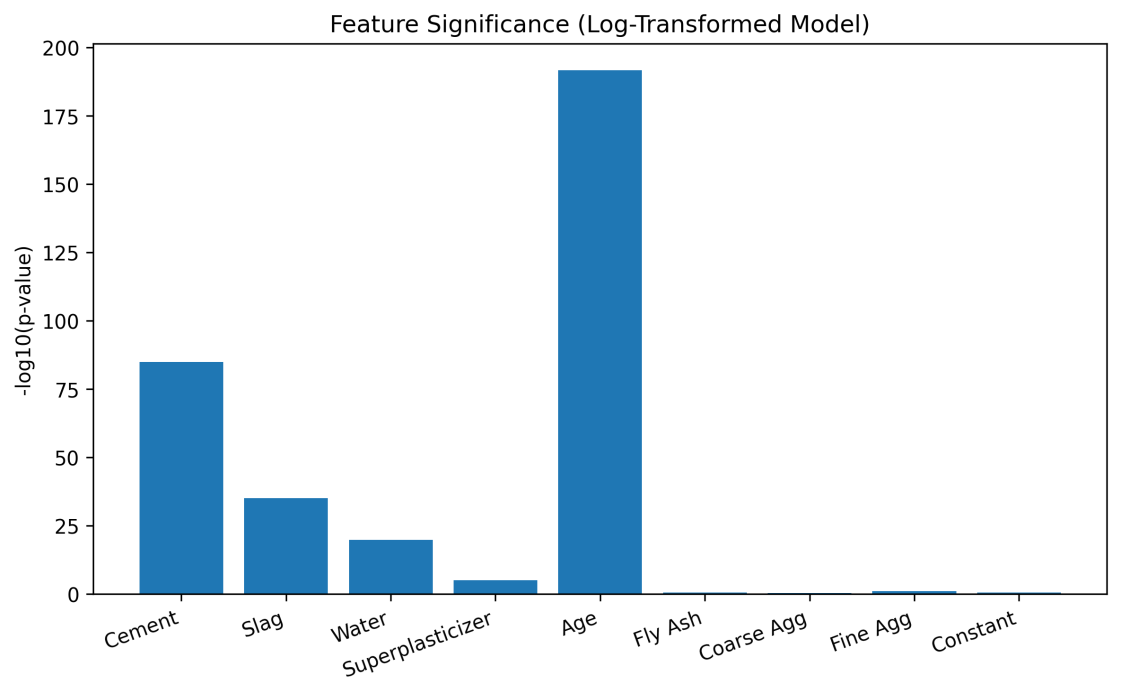 Feature Significance (Log-Transformed Model)
-log10(p-value)
200
175
150
125
100
75
50
25
0
Cement
Slag
Water
Superplasticizer
Age
Fly Ash
Coarse Agg
Fine Agg
Constant